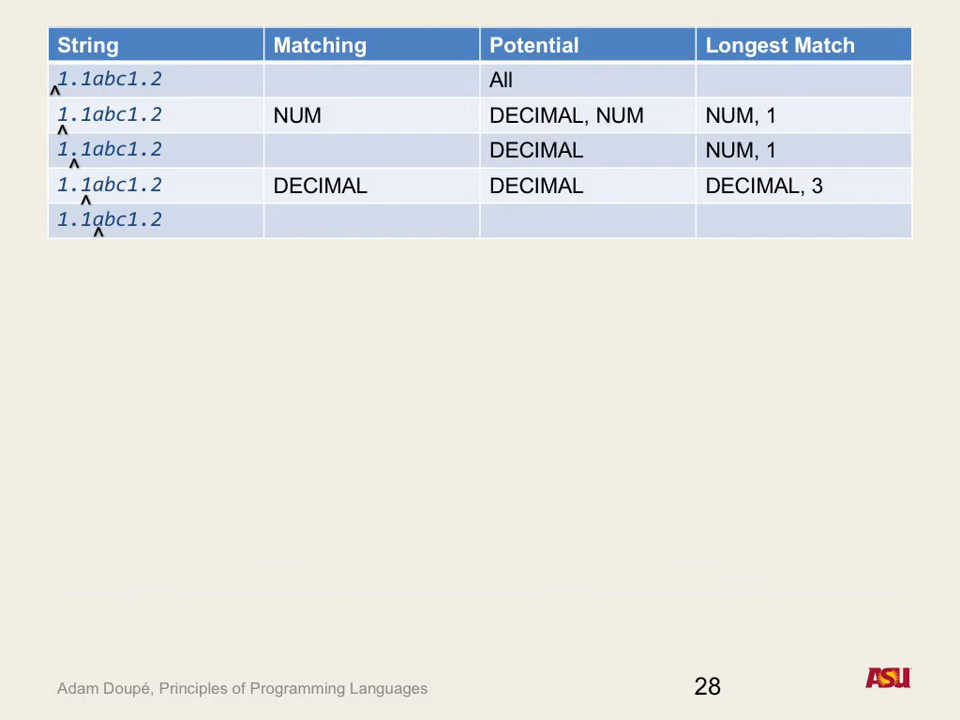 String Matching Potential Longest Match
1.1abc1.2 All
^
1.1abc1.2 NUM DECIMAL, NUM NUM, 1
^
1.1abc1.2 DECIMAL NUM, 1
^
1.1abc1.2 DECIMAL DECIMAL DECIMAL, 3
^
1.1abc1.2
^
Adam Doupé, Principles of Programming Languages 28 ASU